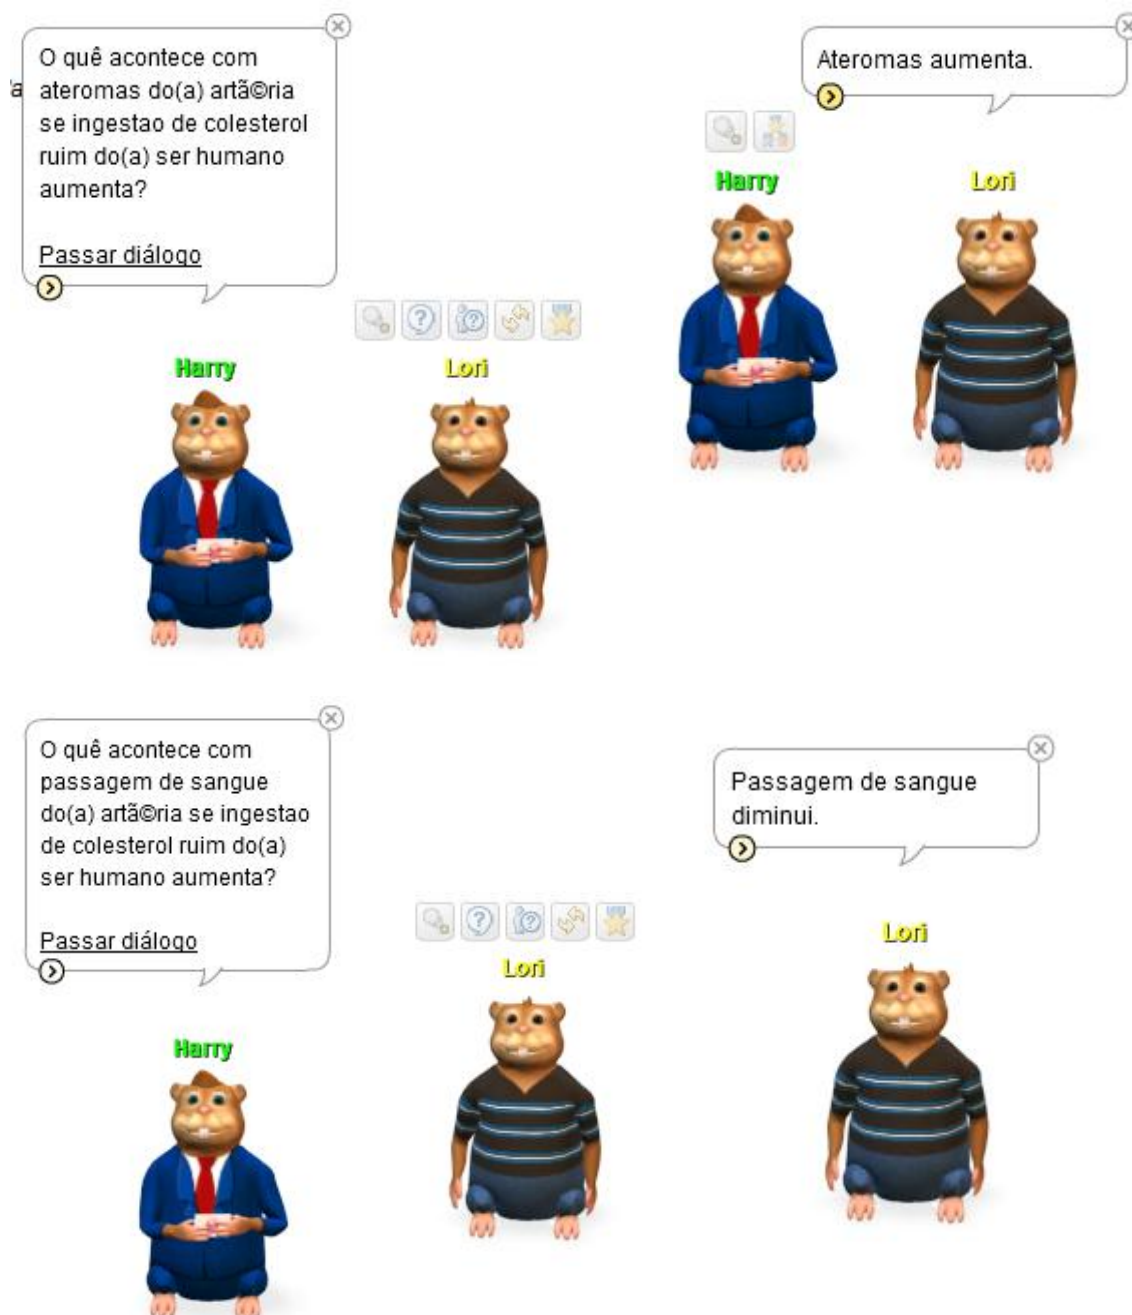 O quê acontece com
ateromas do(a) artã©ria
se ingestao de colesterol
ruim do(a) ser humano
aumenta?
Passar diálogo
Harry
Lori
Ateromas aumenta.
Harry
Lori
O quê acontece com
passagem de sangue
do(a) artã©ria se ingestao
de colesterol ruim do(a)
ser humano aumenta?
Passar diálogo
Harry
Lori
Passagem de sangue
diminui.
Lori